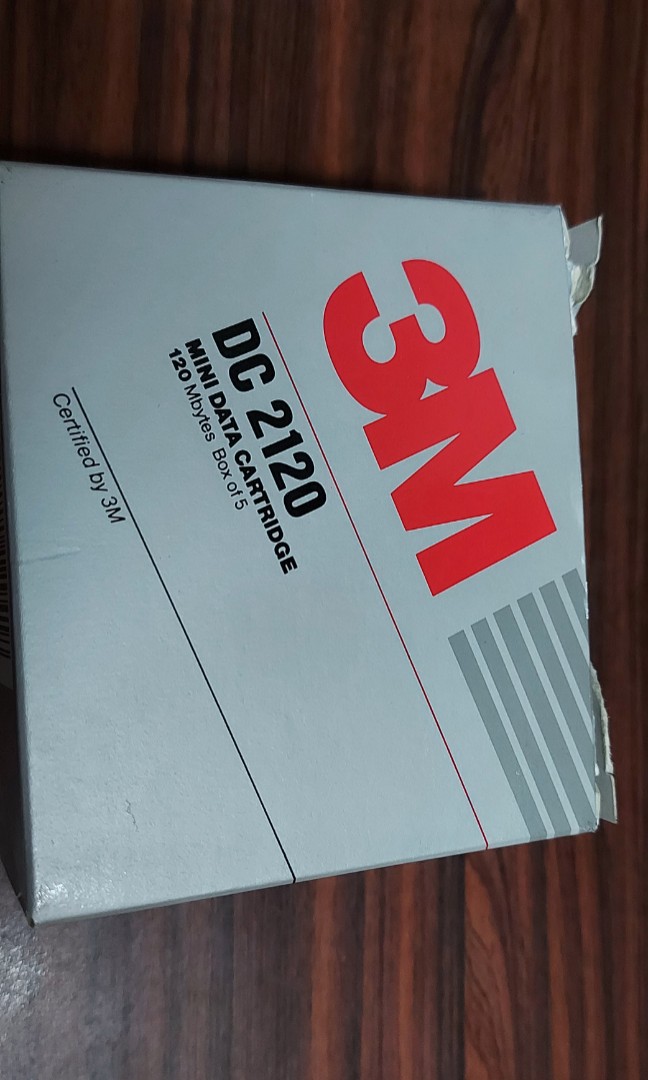 3M
DC 2120
MINI DATA CARTRIDGE
120 Mbytes Box of 5
Certified by 3M